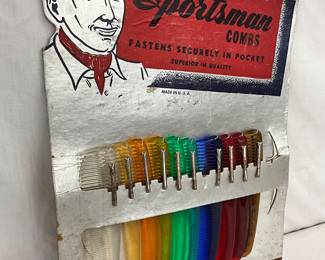 Sportsman
COMBS
FASTENS SECURELY IN POCKET
SUPERIOR IN QUALITY
MADE IN U.S.A.